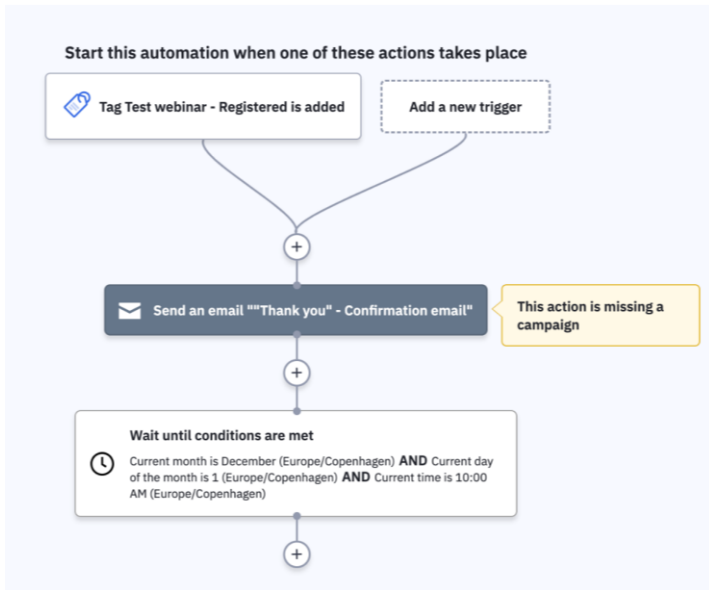 Start this automation when one of these actions takes place
Tag Test webinar - Registered is added
Add a new trigger
+
Send an email ""Thank you" - Confirmation email"
This action is missing a
campaign
+
Wait until conditions are met
Current month is December (Europe/Copenhagen) AND Current day
of the month is 1 (Europe/Copenhagen) AND Current time is 10:00
AM (Europe/Copenhagen)
+